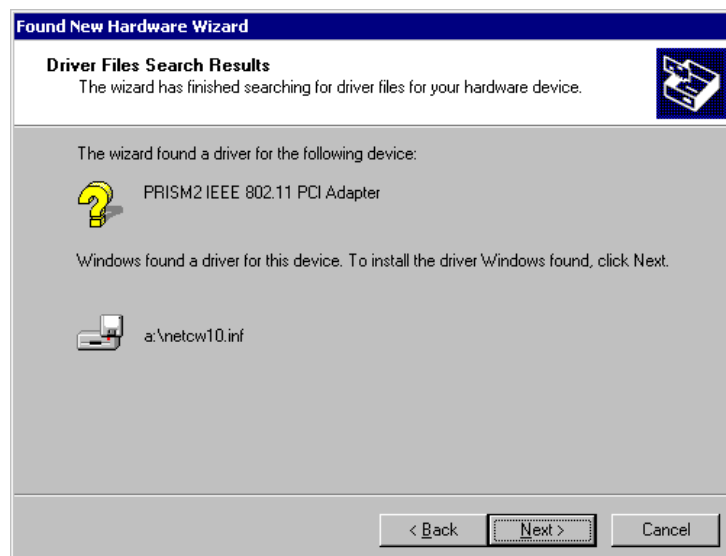 Found New Hardware Wizard
Driver Files Search Results
The wizard has finished searching for driver files for your hardware device.
The wizard found a driver for the following device:
PRISM2 IEEE 802.11 PCI Adapter
Windows found a driver for this device. To install the driver Windows found, click Next.
a:\netcw10.inf
< Back Next > Cancel